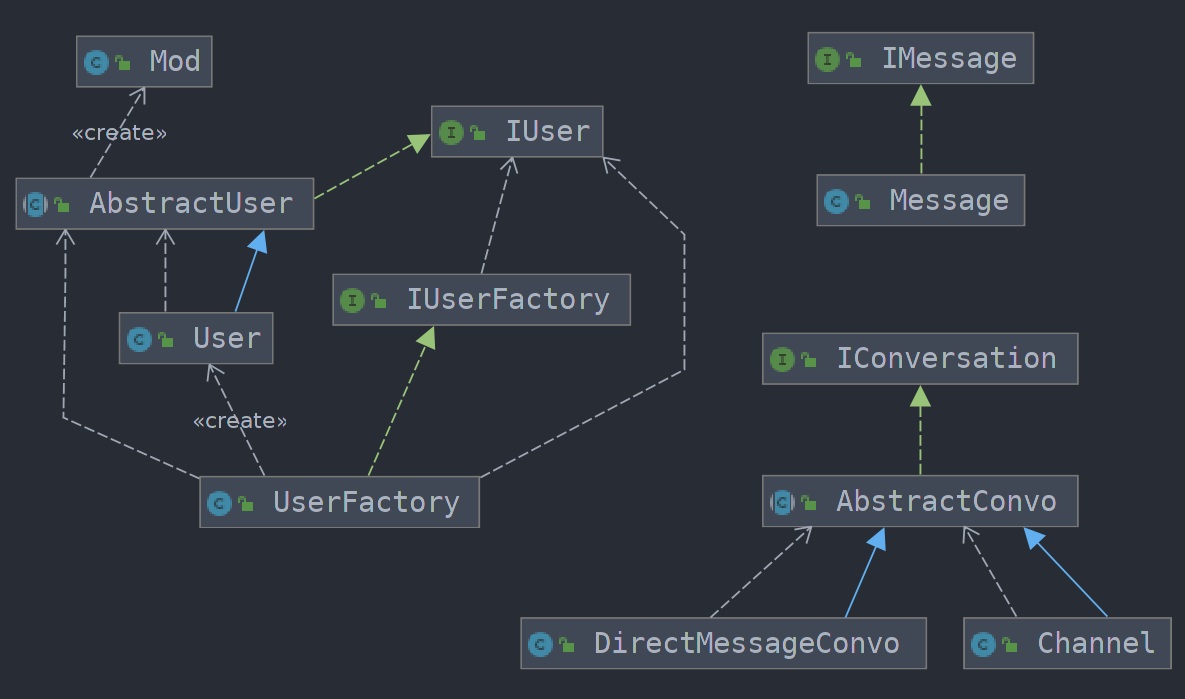 Mod
IMessage
«create»
IUser
AbstractUser
Message
IUserFactory
User
IConversation
«create»
UserFactory
AbstractConvo
DirectMessageConvo
Channel